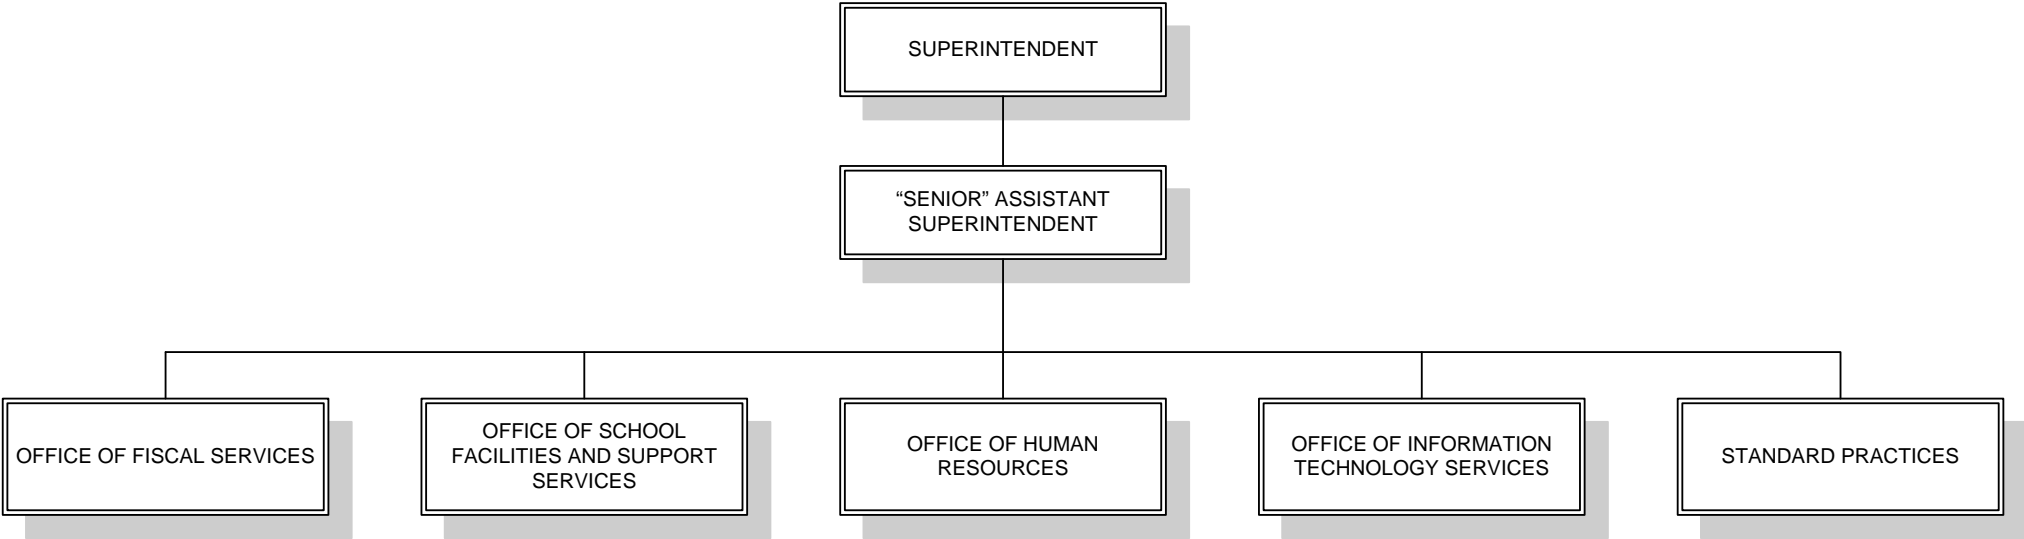 SUPERINTENDENT
“SENIOR” ASSISTANT
SUPERINTENDENT
OFFICE OF FISCAL SERVICES
OFFICE OF SCHOOL
FACILITIES AND SUPPORT
SERVICES
OFFICE OF HUMAN
RESOURCES
OFFICE OF INFORMATION
TECHNOLOGY SERVICES
STANDARD PRACTICES